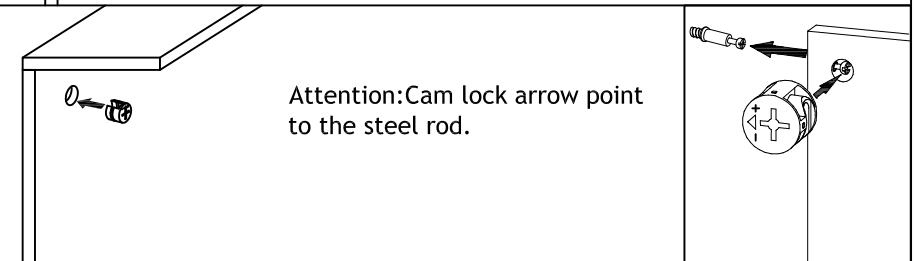 Attention:Cam lock arrow point
to the steel rod.